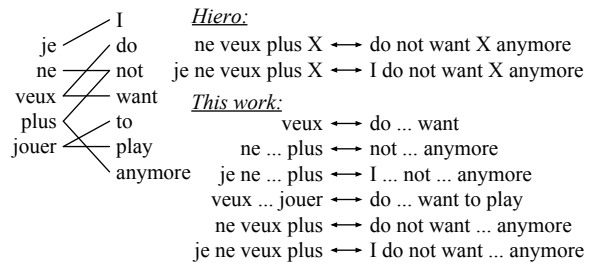 je
ne
veux
plus
jouer
I
do
not
want
to
play
anymore
Hiero:
ne veux plus X ↔ do not want X anymore
je ne veux plus X ↔ I do not want X anymore
This work:
veux ↔ do ... want
ne ... plus ↔ not ... anymore
je ne ... plus ↔ I ... not ... anymore
veux ... jouer ↔ do ... want to play
ne veux plus ↔ do not want ... anymore
je ne veux plus ↔ I do not want ... anymore